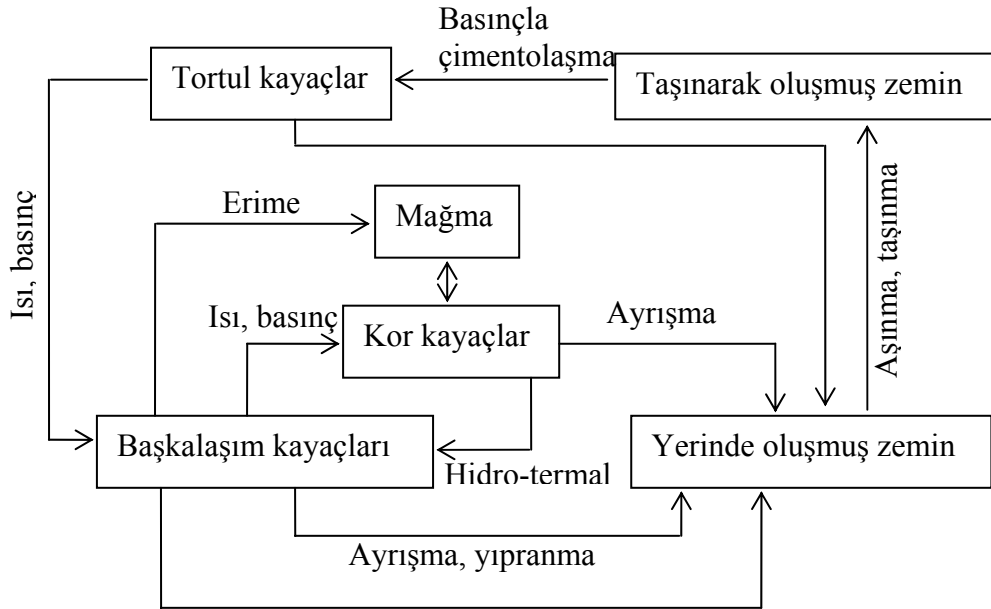 Basınçla
çimentolaşma
Tortul kayaçlar
Taşınarak oluşmuş zemin
Isı, basınç
Erime
Mağma
Aşınma, taşınma
Isı, basınç
Kor kayaçlar
Ayrışma
Başkalaşım kayaçları
Yerinde oluşmuş zemin
Hidro-termal
Ayrışma, yıpranma